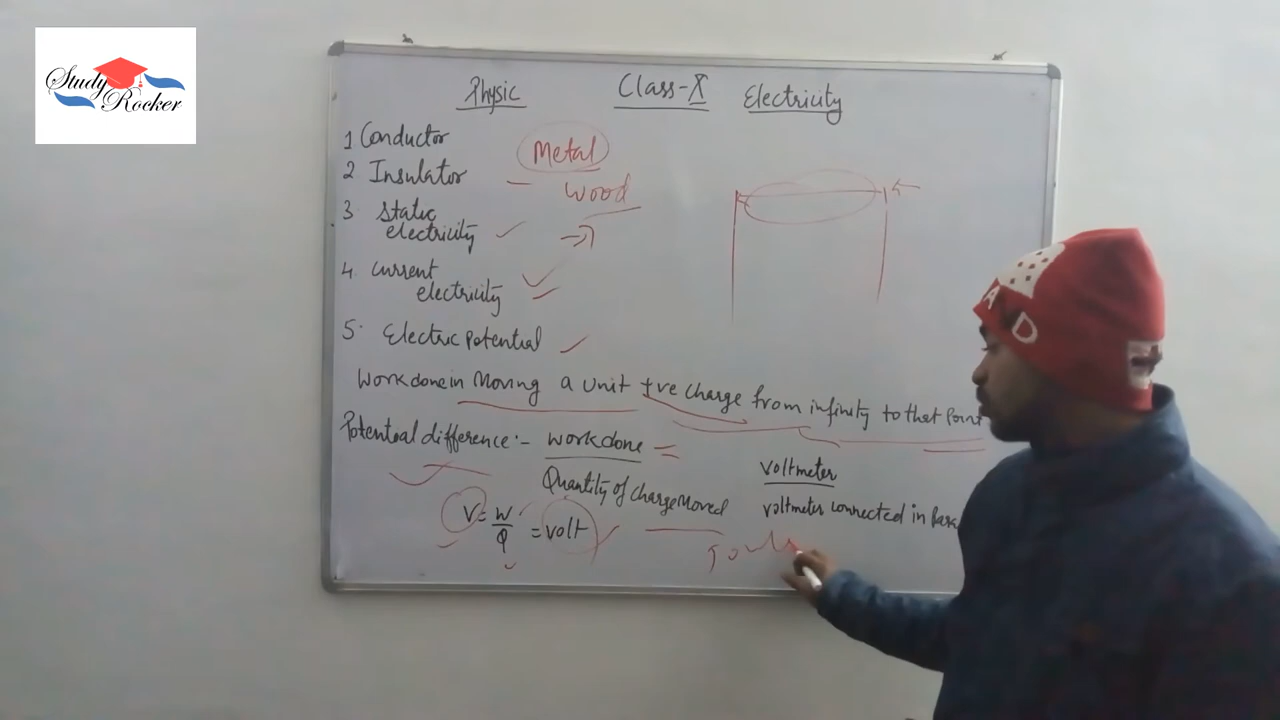 Study Rocker
Physic Class-X Electricity
1 Conductor
Metal
2 Insulator — wood
3. Static
electricity
4. Current
electricity
5. Electric Potential
Workdone in Moving a unit +ve charge from infinity to that Point
Potential difference:- workdone =
Quantity of charge Moved
V = W/Q = volt
voltmeter
voltmeter connected in
A
D